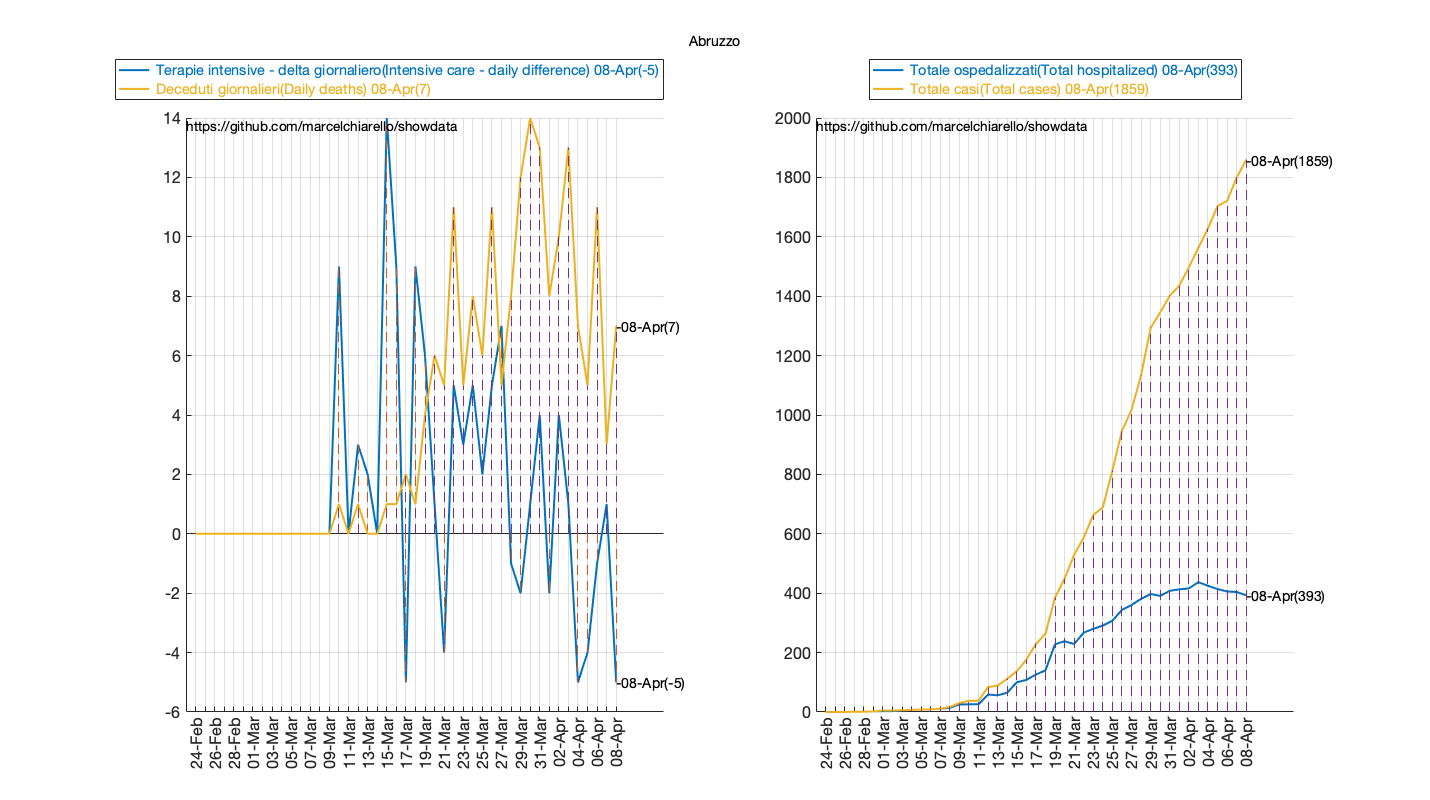 Abruzzo
Terapie intensive - delta giornaliero(Intensive care - daily difference) 08-Apr(-5)
Deceduti giornalieri(Daily deaths) 08-Apr(7)
https://github.com/marcelchiarello/showdata
14
12
10
8
6
4
2
0
-2
-4
-6
08-Apr(7)
08-Apr(-5)
24-Feb
26-Feb
28-Feb
01-Mar
03-Mar
05-Mar
07-Mar
09-Mar
11-Mar
13-Mar
15-Mar
17-Mar
19-Mar
21-Mar
23-Mar
25-Mar
27-Mar
29-Mar
31-Mar
02-Apr
04-Apr
06-Apr
08-Apr
Totale ospedalizzati(Total hospitalized) 08-Apr(393)
Totale casi(Total cases) 08-Apr(1859)
https://github.com/marcelchiarello/showdata
2000
1800
1600
1400
1200
1000
800
600
400
200
0
08-Apr(1859)
08-Apr(393)
24-Feb
26-Feb
28-Feb
01-Mar
03-Mar
05-Mar
07-Mar
09-Mar
11-Mar
13-Mar
15-Mar
17-Mar
19-Mar
21-Mar
23-Mar
25-Mar
27-Mar
29-Mar
31-Mar
02-Apr
04-Apr
06-Apr
08-Apr